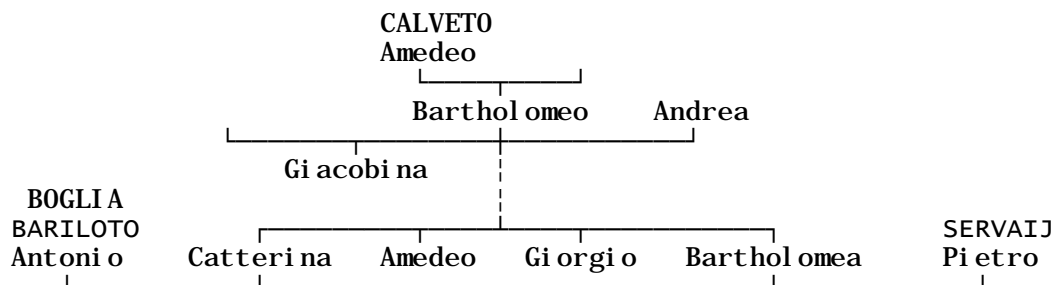 CALVETO
Amedeo
Bartholomeo Andrea
Giacobina
BOGLIA
BARILOTO SERVAIJ
Antonio Catterina Amedeo Giorgio Bartholomea Pietro